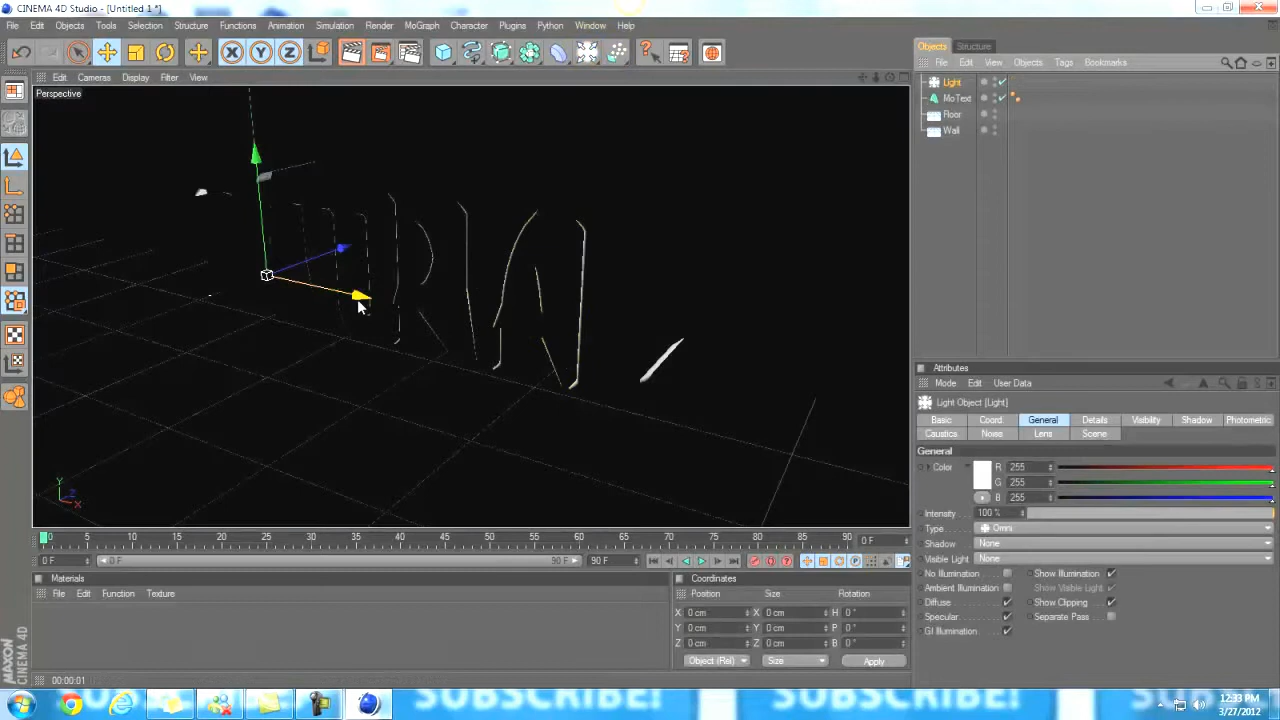 CINEMA 4D Studio - [Untitled 1 *]
File Edit Objects Tools Selection Structure Functions Animation Simulation Render MoGraph Character Plugins Python Window Help
Edit Cameras Display Filter View
Perspective
Y Z X
0 5 10 15 20 25 30 35 40 45 50 55 60 65 70 75 80 85 90 0 F
0 F 0 F 90 F 90 F
Materials
File Edit Function Texture
Coordinates
Position Size Rotation
X 0 cm X 0 cm H 0 °
Y 0 cm Y 0 cm P 0 °
Z 0 cm Z 0 cm B 0 °
Object (Rel) Size Apply
MAXON
CINEMA 4D
00:00:01
Objects Structure
File Edit View Objects Tags Bookmarks
Light
MoText
Floor
Wall
Attributes
Mode Edit User Data
Light Object [Light]
Basic Coord. General Details Visibility Shadow Photometric
Caustics Noise Lens Scene
General
Color R 255
G 255
B 255
Intensity 100 %
Type Omni
Shadow None
Visible Light None
No Illumination Show Illumination
Ambient Illumination Show Visible Light
Diffuse Show Clipping
Specular Separate Pass
GI Illumination
SUBSCRIBE! SUBSCRIBE!
12:33 PM
3/27/2012